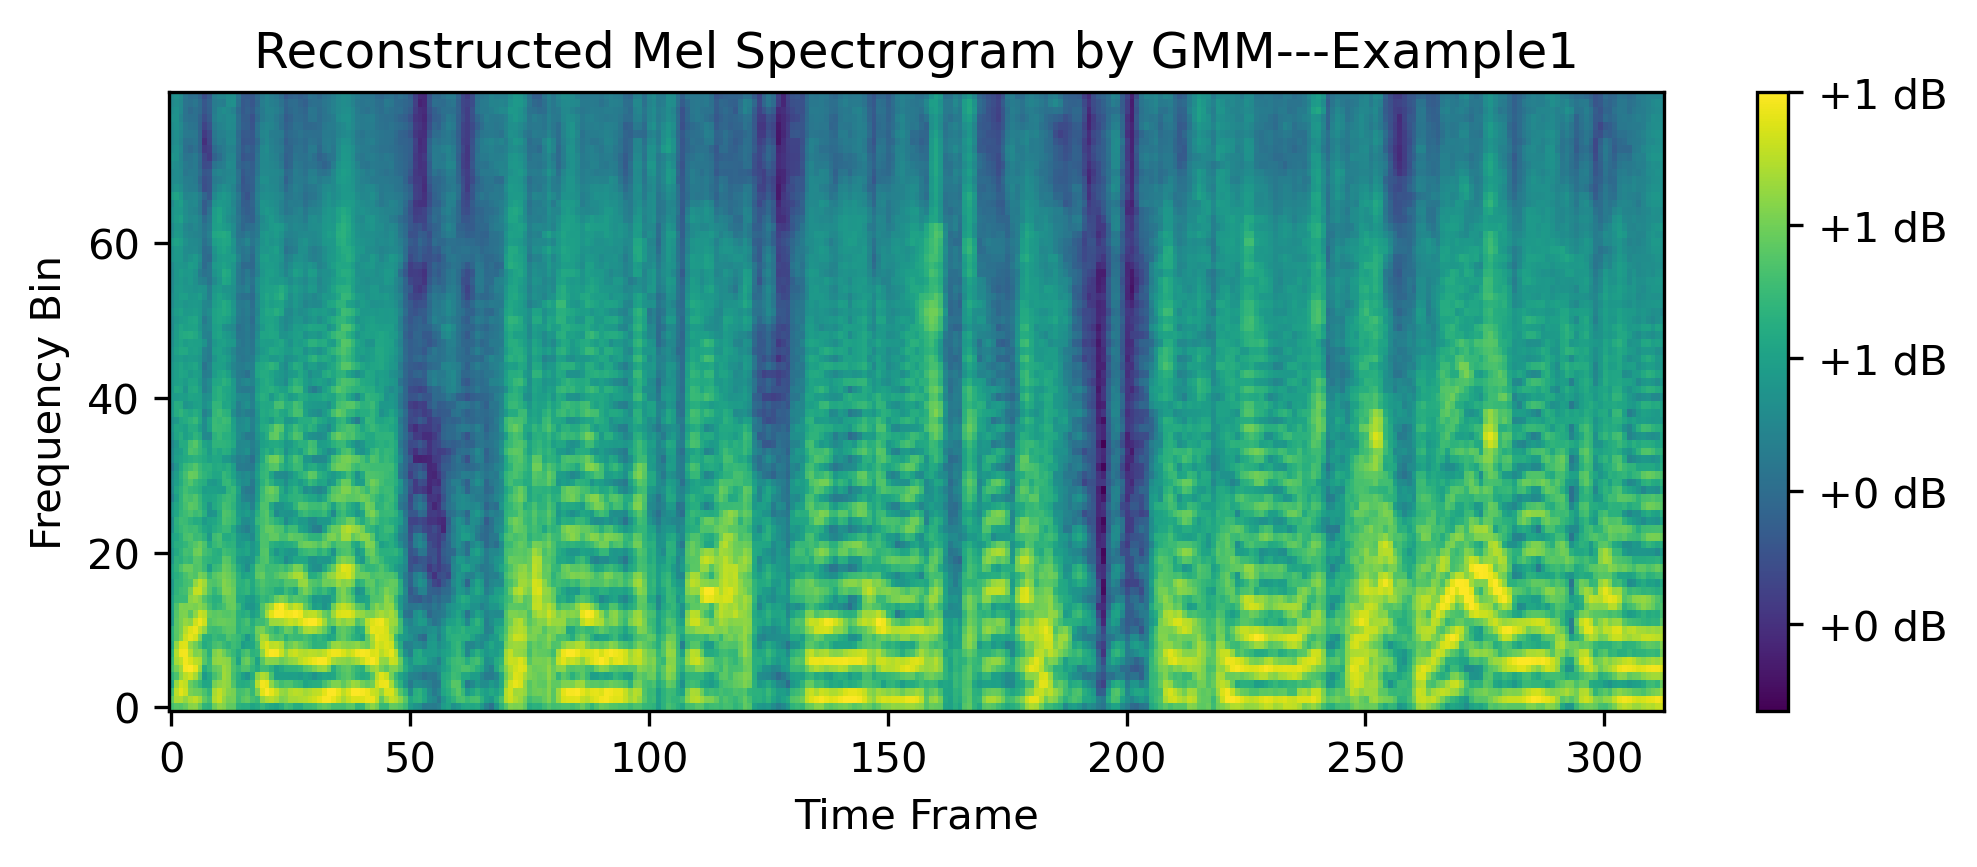 Reconstructed Mel Spectrogram by GMM---Example1
+1 dB
+1 dB
+1 dB
+0 dB
+0 dB
Frequency Bin
60
40
20
0
0 50 100 150 200 250 300
Time Frame